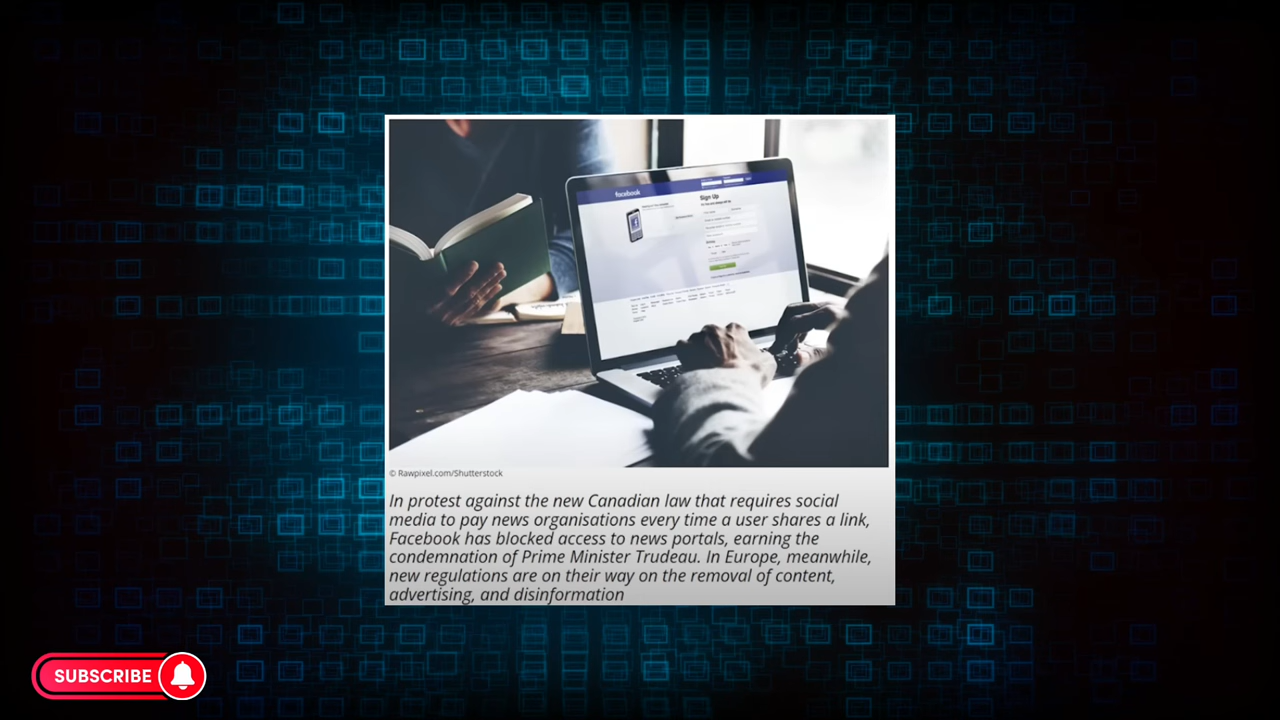 facebook
Sign Up
© Rawpixel.com/Shutterstock
In protest against the new Canadian law that requires social
media to pay news organisations every time a user shares a link,
Facebook has blocked access to news portals, earning the
condemnation of Prime Minister Trudeau. In Europe, meanwhile,
new regulations are on their way on the removal of content,
advertising, and disinformation
SUBSCRIBE